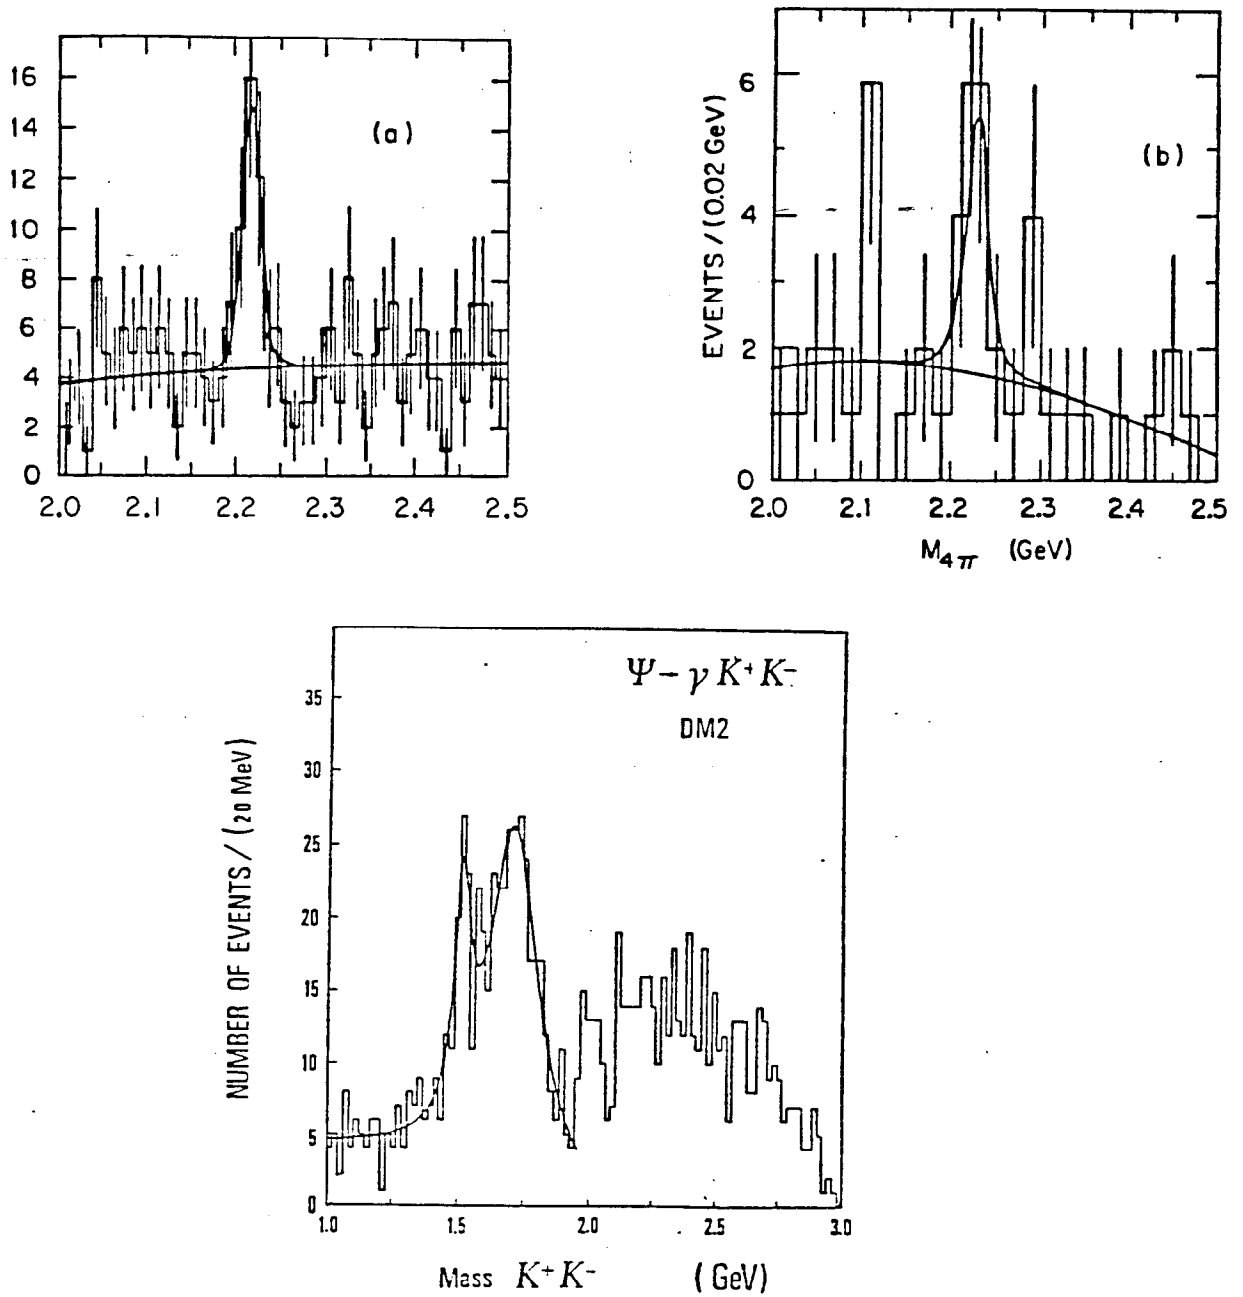 16
14
12
10
8
6
4
2
0
(a)
2.0 2.1 2.2 2.3 2.4 2.5
EVENTS / (0.02 GeV)
6
4
2
0
(b)
2.0 2.1 2.2 2.3 2.4 2.5
M4π (GeV)
Ψ → γ K+ K−
DM2
NUMBER OF EVENTS / (20 MeV)
35
30
25
20
15
10
5
0
1.0 1.5 2.0 2.5 3.0
Mass K+ K− (GeV)